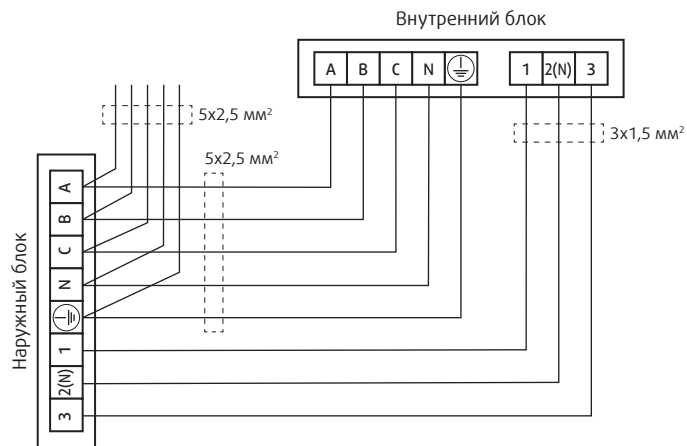 Внутренний блок
A B C N 1 2(N) 3
5x2,5 мм²
3x1,5 мм²
5x2,5 мм²
Наружный блок
A
B
C
N
1
2(N)
3